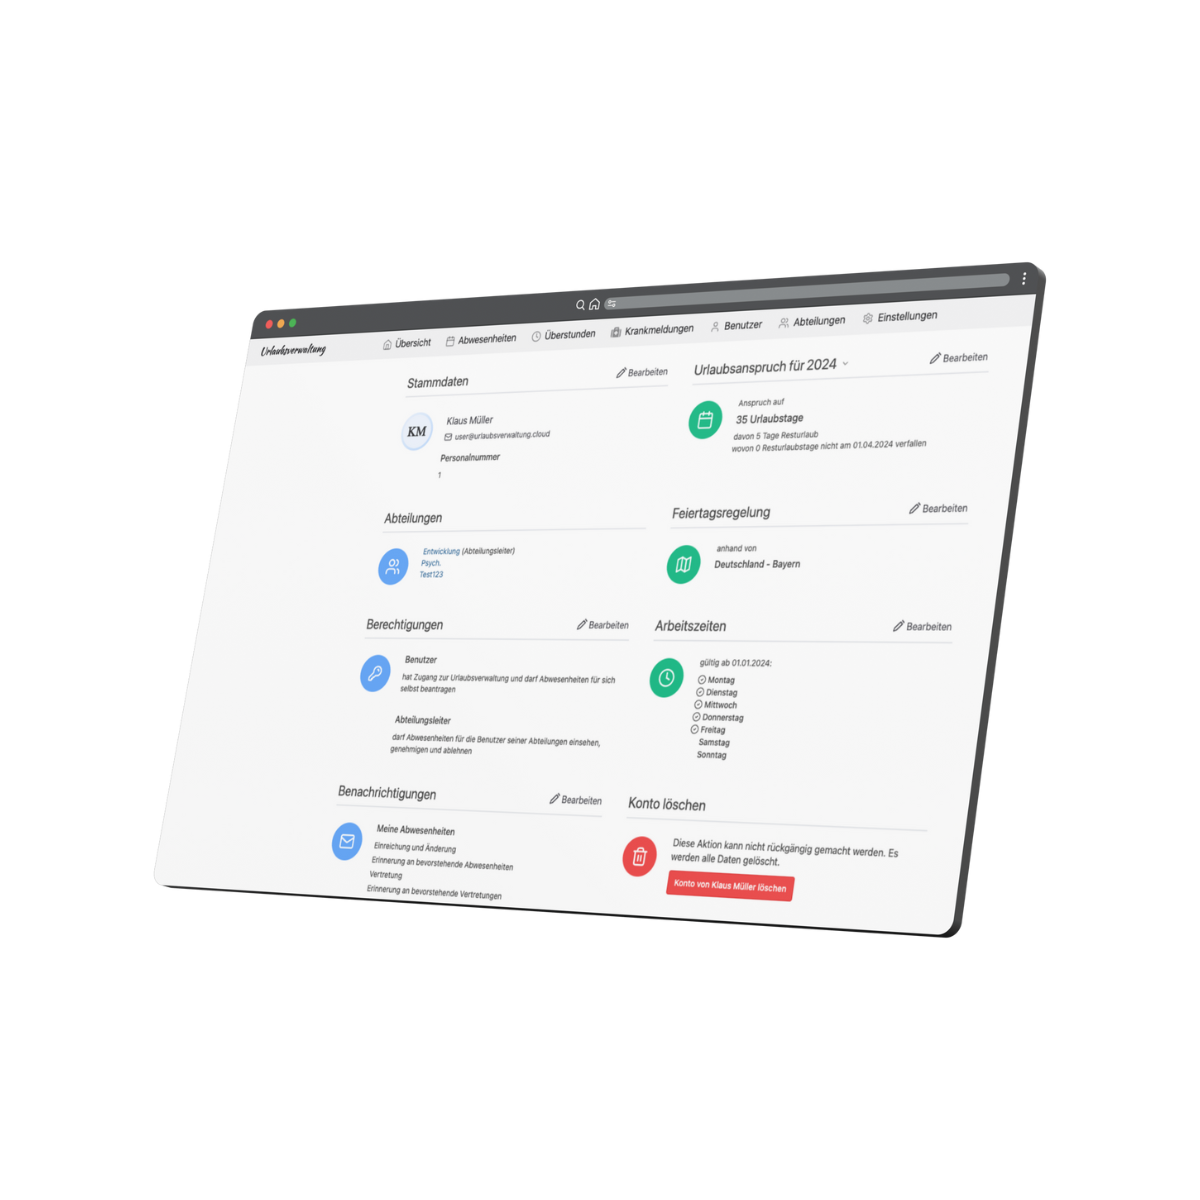 Urlaubsverwaltung
Übersicht
Abwesenheiten
Überstunden
Krankmeldungen
Benutzer
Abteilungen
Einstellungen
Stammdaten
Bearbeiten
KM
Klaus Müller
user@urlaubsverwaltung.cloud
Personalnummer
1
Urlaubsanspruch für 2024
Bearbeiten
Anspruch auf
35 Urlaubstage
davon 5 Tage Resturlaub
wovon 0 Resturlaubstage nicht am 01.04.2024 verfallen
Abteilungen
Entwicklung (Abteilungsleiter)
Psych.
Test123
Feiertagsregelung
Bearbeiten
anhand von
Deutschland - Bayern
Berechtigungen
Bearbeiten
Benutzer
hat Zugang zur Urlaubsverwaltung und darf Abwesenheiten für sich
selbst beantragen
Abteilungsleiter
darf Abwesenheiten für die Benutzer seiner Abteilungen einsehen,
genehmigen und ablehnen
Arbeitszeiten
Bearbeiten
gültig ab 01.01.2024:
Montag
Dienstag
Mittwoch
Donnerstag
Freitag
Samstag
Sonntag
Benachrichtigungen
Bearbeiten
Meine Abwesenheiten
Einreichung und Änderung
Erinnerung an bevorstehende Abwesenheiten
Vertretung
Erinnerung an bevorstehende Vertretungen
Konto löschen
Diese Aktion kann nicht rückgängig gemacht werden. Es
werden alle Daten gelöscht.
Konto von Klaus Müller löschen